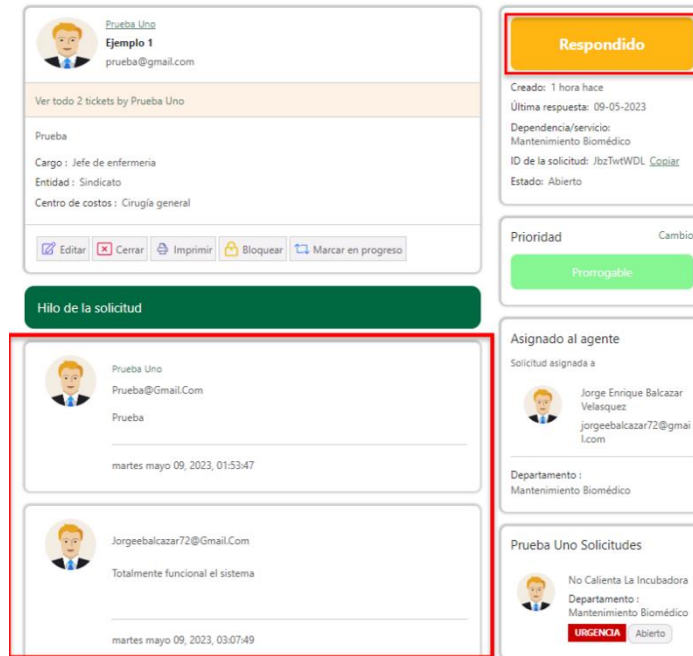 Prueba Uno
Ejemplo 1
prueba@gmail.com
Ver todo 2 tickets by Prueba Uno
Prueba
Cargo : Jefe de enfermeria
Entidad : Sindicato
Centro de costos : Cirugía general
Editar Cerrar Imprimir Bloquear Marcar en progreso
Hilo de la solicitud
Prueba Uno
Prueba@Gmail.Com
Prueba
martes mayo 09, 2023, 01:53:47
Jorgeebalcazar72@Gmail.Com
Totalmente funcional el sistema
martes mayo 09, 2023, 03:07:49
Respondido
Creado: 1 hora hace
Última respuesta: 09-05-2023
Dependencia/servicio:
Mantenimiento Biomédico
ID de la solicitud: JbzTwtWDL Copiar
Estado: Abierto
Prioridad Cambio
Prorrogable
Asignado al agente
Solicitud asignada a
Jorge Enrique Balcazar
Velasquez
jorgeebalcazar72@gmai
l.com
Departamento :
Mantenimiento Biomédico
Prueba Uno Solicitudes
No Calienta La Incubadora
Departamento :
Mantenimiento Biomédico
URGENCIA Abierto